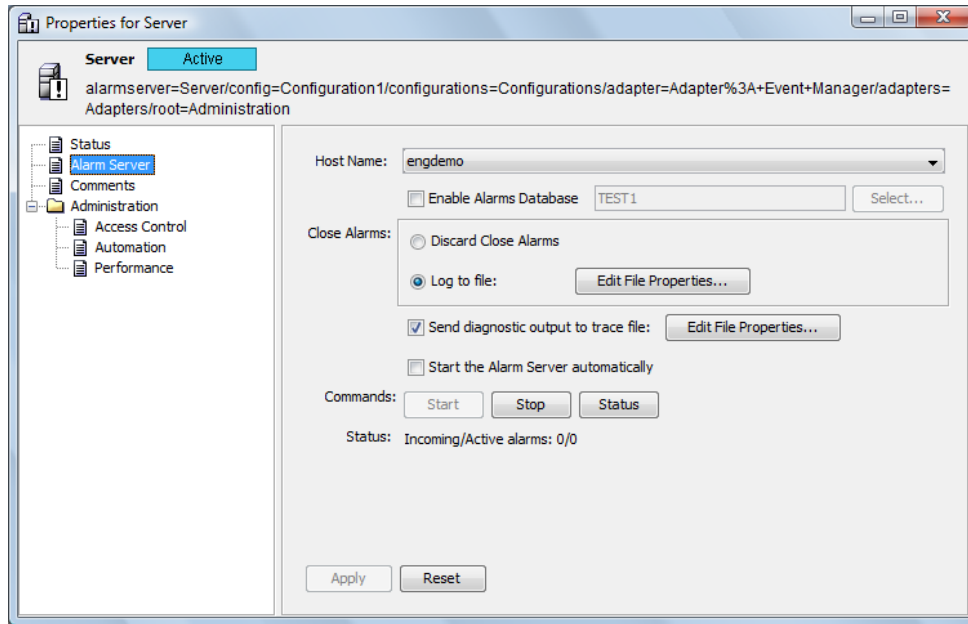 Properties for Server
Server Active
alarmserver=Server/config=Configuration1/configurations=Configurations/adapter=Adapter%3A+Event+Manager/adapters=
Adapters/root=Administration
Status
Alarm Server
Comments
Administration
Access Control
Automation
Performance
Host Name: engdemo
Enable Alarms Database TEST1 Select...
Close Alarms:
Discard Close Alarms
Log to file: Edit File Properties...
Send diagnostic output to trace file: Edit File Properties...
Start the Alarm Server automatically
Commands: Start Stop Status
Status: Incoming/Active alarms: 0/0
Apply Reset